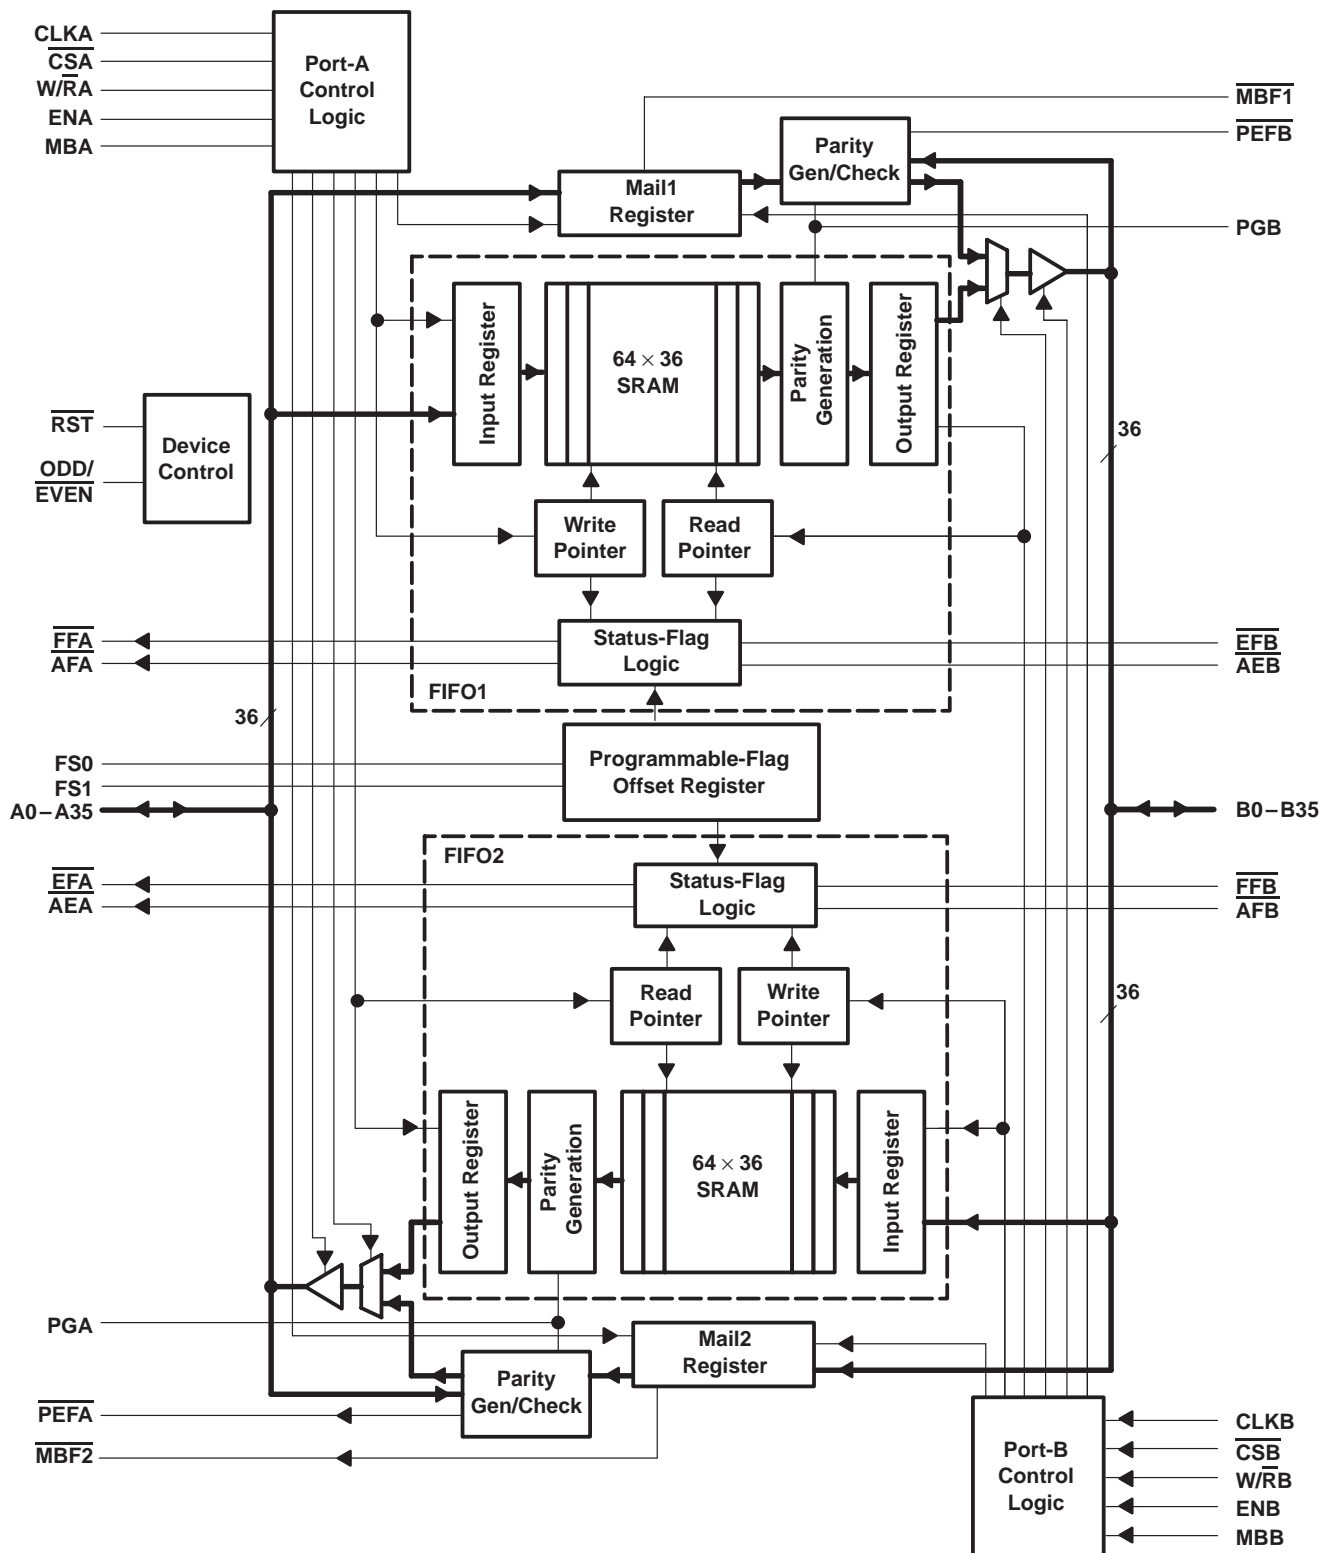 CLKA
CSA
W/RA
ENA
MBA
Port-A
Control
Logic
MBF1
PEFB
Parity
Gen/Check
Mail1
Register
PGB
Input Register
64 × 36
SRAM
Parity
Generation
Output Register
RST
ODD/
EVEN
Device
Control
36
Write
Pointer
Read
Pointer
FFA
AFA
Status-Flag
Logic
EFB
AEB
FIFO1
36
FS0
FS1
A0–A35
Programmable-Flag
Offset Register
B0–B35
FIFO2
EFA
AEA
Status-Flag
Logic
FFB
AFB
Read
Pointer
Write
Pointer
36
Output Register
Parity
Generation
64 × 36
SRAM
Input Register
PGA
Mail2
Register
Parity
Gen/Check
PEFA
MBF2
Port-B
Control
Logic
CLKB
CSB
W/RB
ENB
MBB